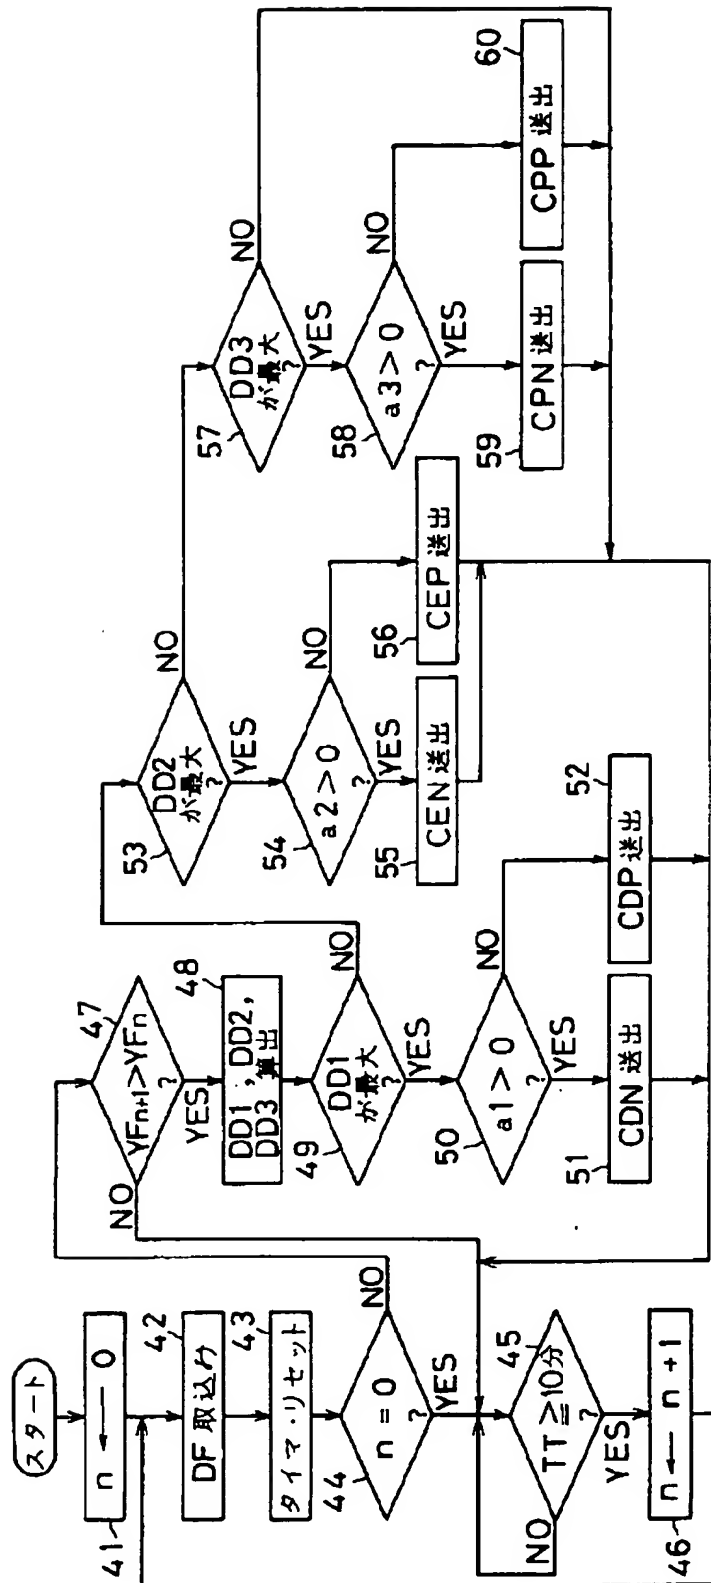 スタート
41
n ← 0
42
DF 取込み
43
タイマ・リセット
44
n = 0
?
NO
YES
45
TT ≧ 10分
?
NO
YES
46
n ← n + 1
47
YFn+1 > YFn
?
NO
YES
48
DD1, DD2,
DD3 算出
49
DD1
が最大
?
NO
YES
50
a1 > 0
?
NO
YES
51
CDN 送出
52
CDP 送出
53
DD2
が最大
?
NO
YES
54
a2 > 0
?
NO
YES
55
CEN 送出
56
CEP 送出
57
DD3
が最大
?
NO
YES
58
a3 > 0
?
NO
YES
59
CPN 送出
60
CPP 送出